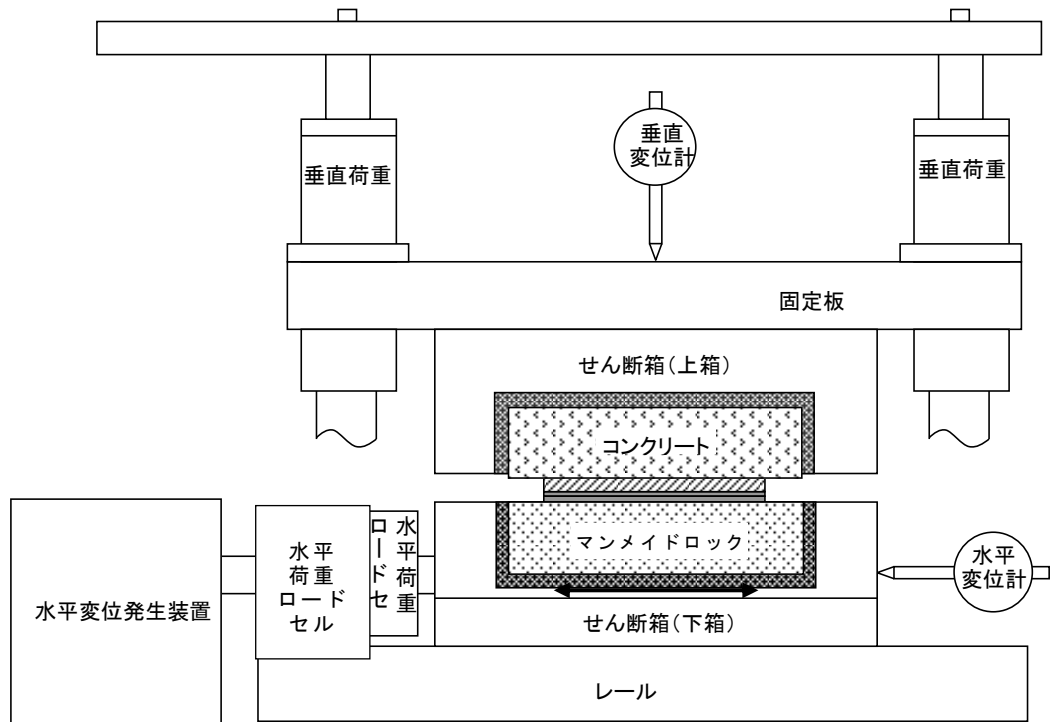 垂直
変位計
垂直荷重
垂直荷重
固定板
せん断箱(上箱)
コンクリート
マンメイドロック
水平荷重
ロードセ
水平
荷重
ロード
セル
水平
変位計
水平変位発生装置
せん断箱(下箱)
レール